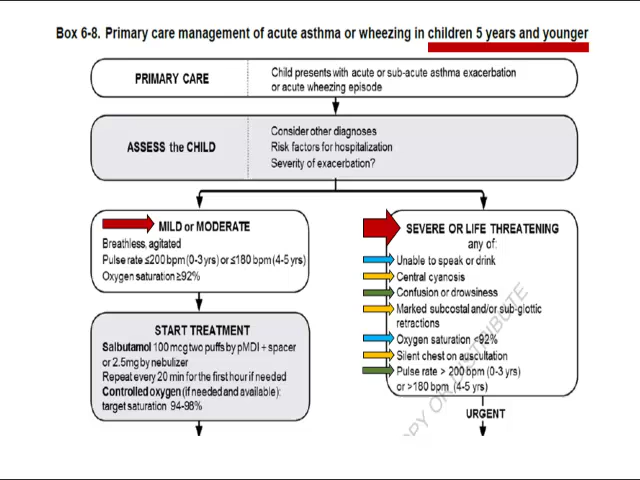 Box 6-8. Primary care management of acute asthma or wheezing in children 5 years and younger
PRIMARY CARE
Child presents with acute or sub-acute asthma exacerbation
or acute wheezing episode
ASSESS the CHILD
Consider other diagnoses
Risk factors for hospitalization
Severity of exacerbation?
MILD or MODERATE
Breathless, agitated
Pulse rate ≤200 bpm (0-3 yrs) or ≤180 bpm (4-5 yrs)
Oxygen saturation ≥92%
START TREATMENT
Salbutamol 100 mcg two puffs by pMDI + spacer
or 2.5mg by nebulizer
Repeat every 20 min for the first hour if needed
Controlled oxygen (if needed and available):
target saturation 94-98%
SEVERE OR LIFE THREATENING
any of:
Unable to speak or drink
Central cyanosis
Confusion or drowsiness
Marked subcostal and/or sub-glottic
retractions
Oxygen saturation <92%
Silent chest on auscultation
Pulse rate > 200 bpm (0-3 yrs)
or >180 bpm (4-5 yrs)
URGENT